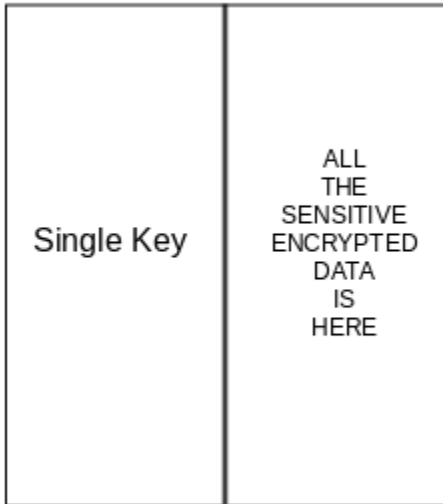 Single Key
ALL
THE
SENSITIVE
ENCRYPTED
DATA
IS
HERE